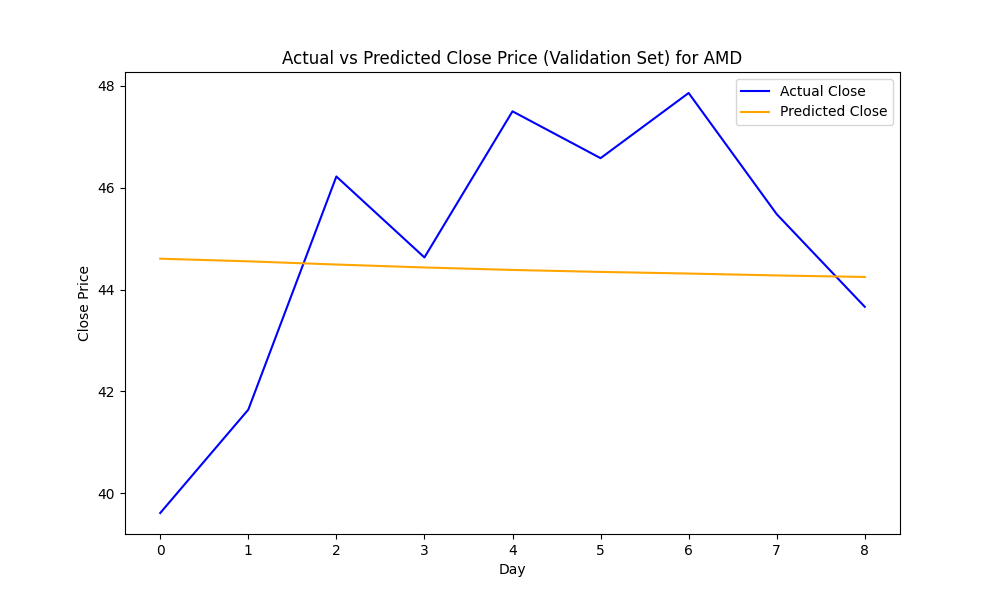 Actual vs Predicted Close Price (Validation Set) for AMD
Actual Close
Predicted Close
Close Price
48
46
44
42
40
0 1 2 3 4 5 6 7 8
Day